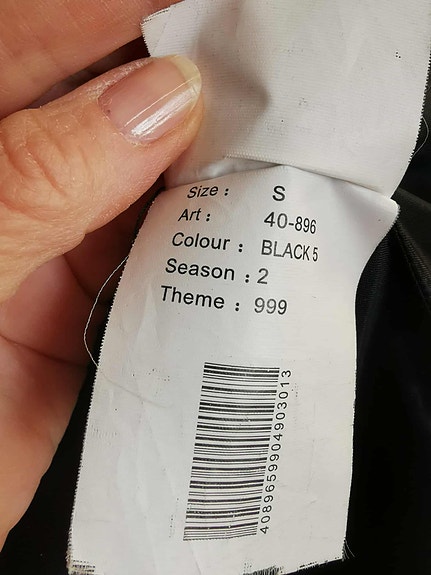 Size : S
Art : 40-896
Colour : BLACK 5
Season : 2
Theme : 999
4089659904903013